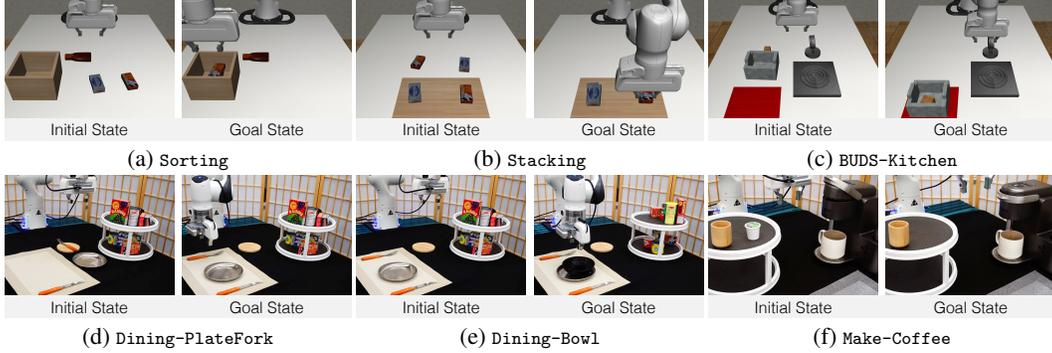 Initial State Goal State Initial State Goal State Initial State Goal State
(a) Sorting (b) Stacking (c) BUDS-Kitchen
Initial State Goal State Initial State Goal State Initial State Goal State
(d) Dining-PlateFork (e) Dining-Bowl (f) Make-Coffee